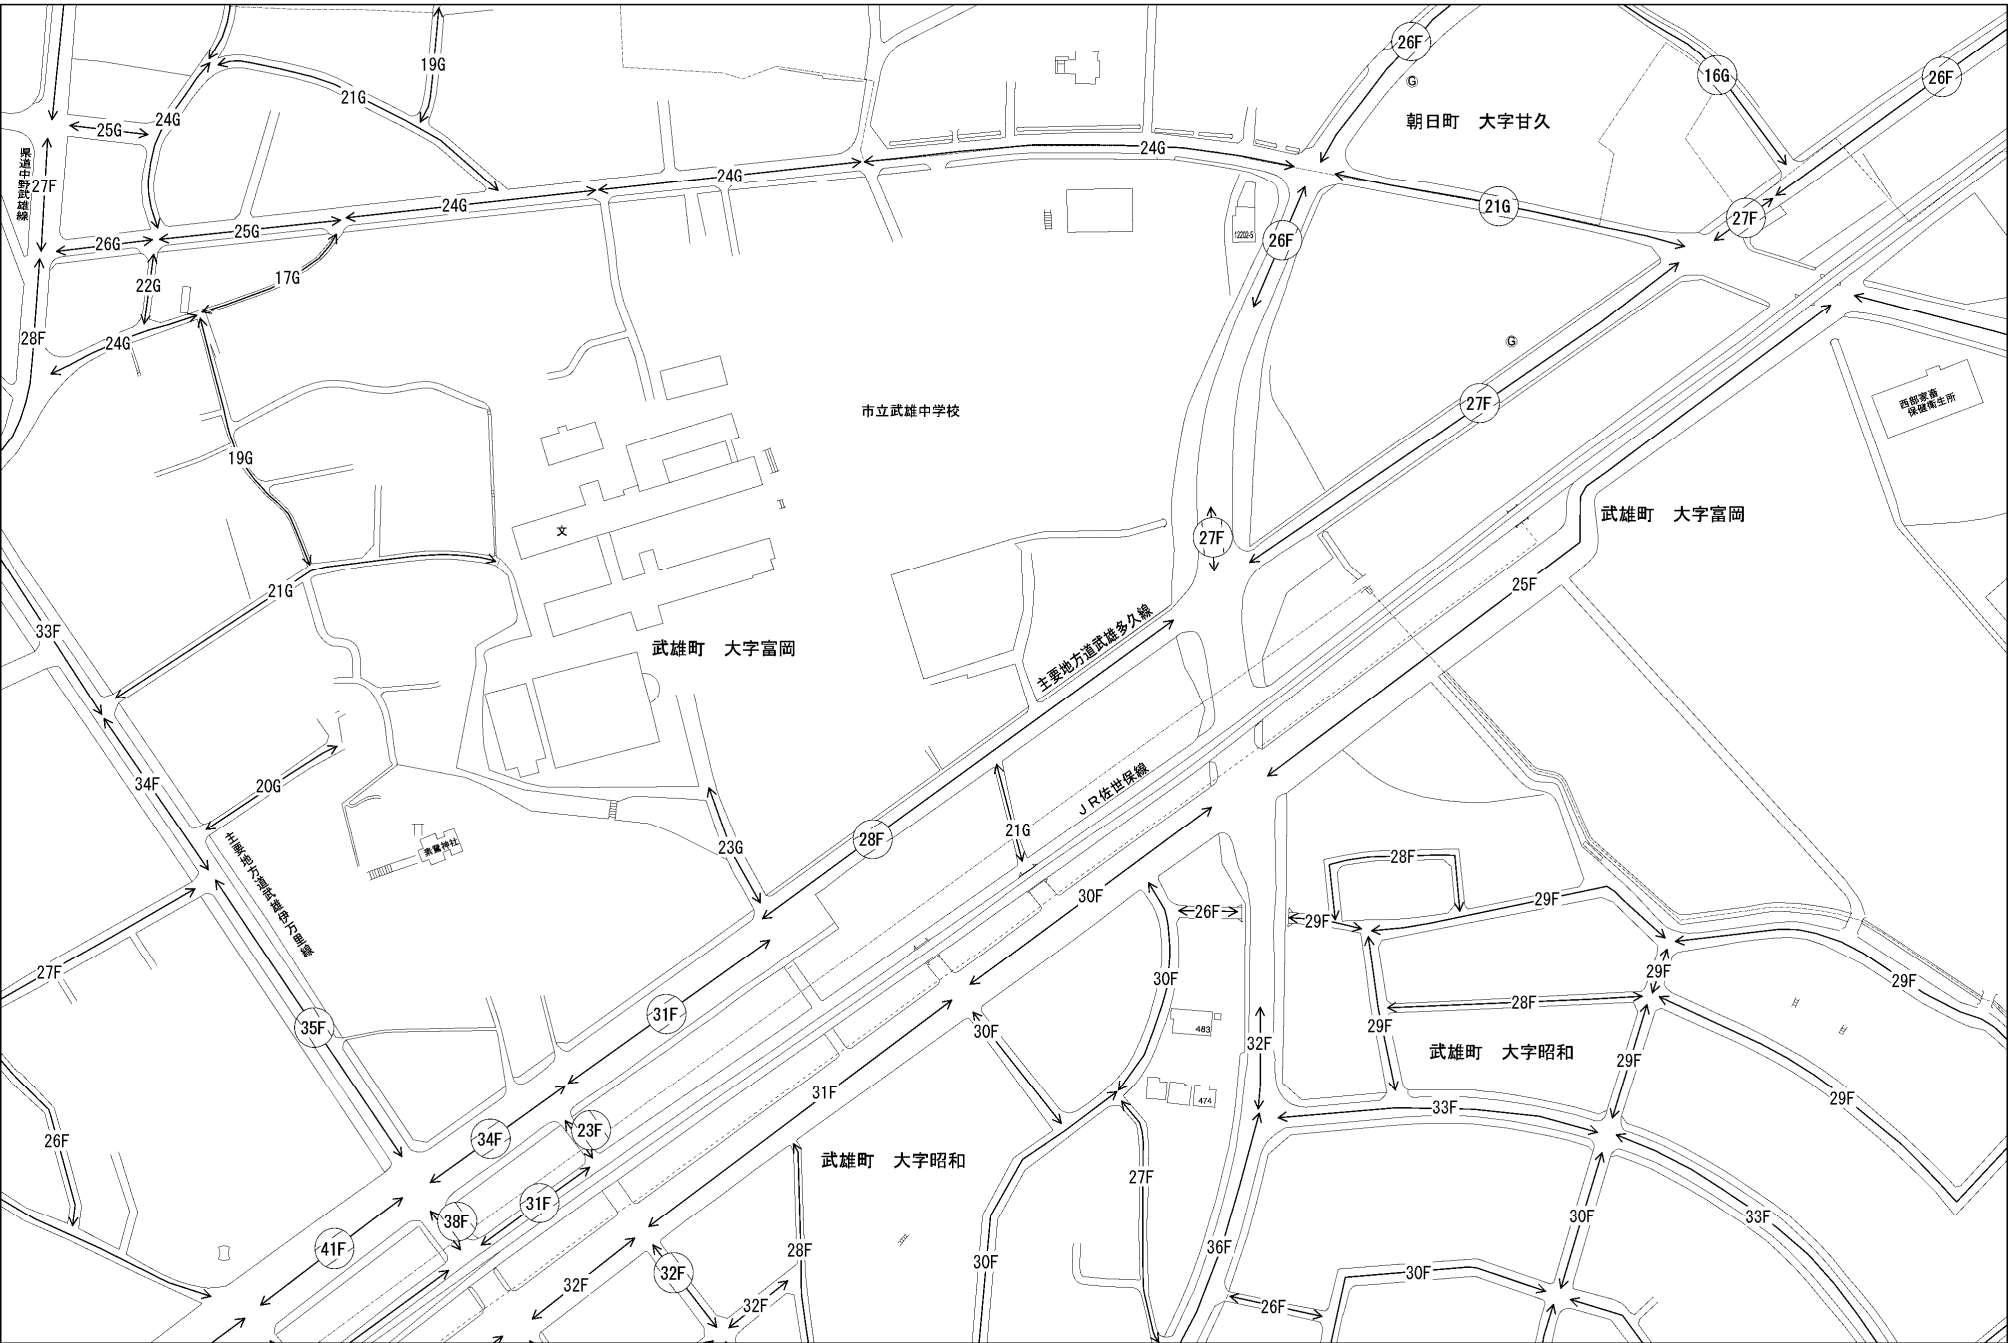 26F
19G
16G
26F
G
21G
24G
朝日町　大字甘久
25G
24G
県道中野武雄線
27F
24G
24G
21G
25G
27F
12202-5
26G
26F
17G
22G
28F
24G
G
西部家畜
保健衛生所
27F
市立武雄中学校
19G
武雄町　大字富岡
文
27F
25F
21G
主要地方道武雄多久線
33F
武雄町　大字富岡
34F
20G
JR佐世保線
21G
28F
23G
素鵞神社
主要地方道武雄伊万里線
28F
30F
29F
26F
29F
27F
29F
30F
29F
28F
31F
35F
483
30F
29F
32F
武雄町　大字昭和
29F
31F
474
29F
33F
26F
34F
23F
武雄町　大字昭和
27F
31F
30F
33F
38F
41F
36F
28F
30F
32F
30F
32F
32F
26F